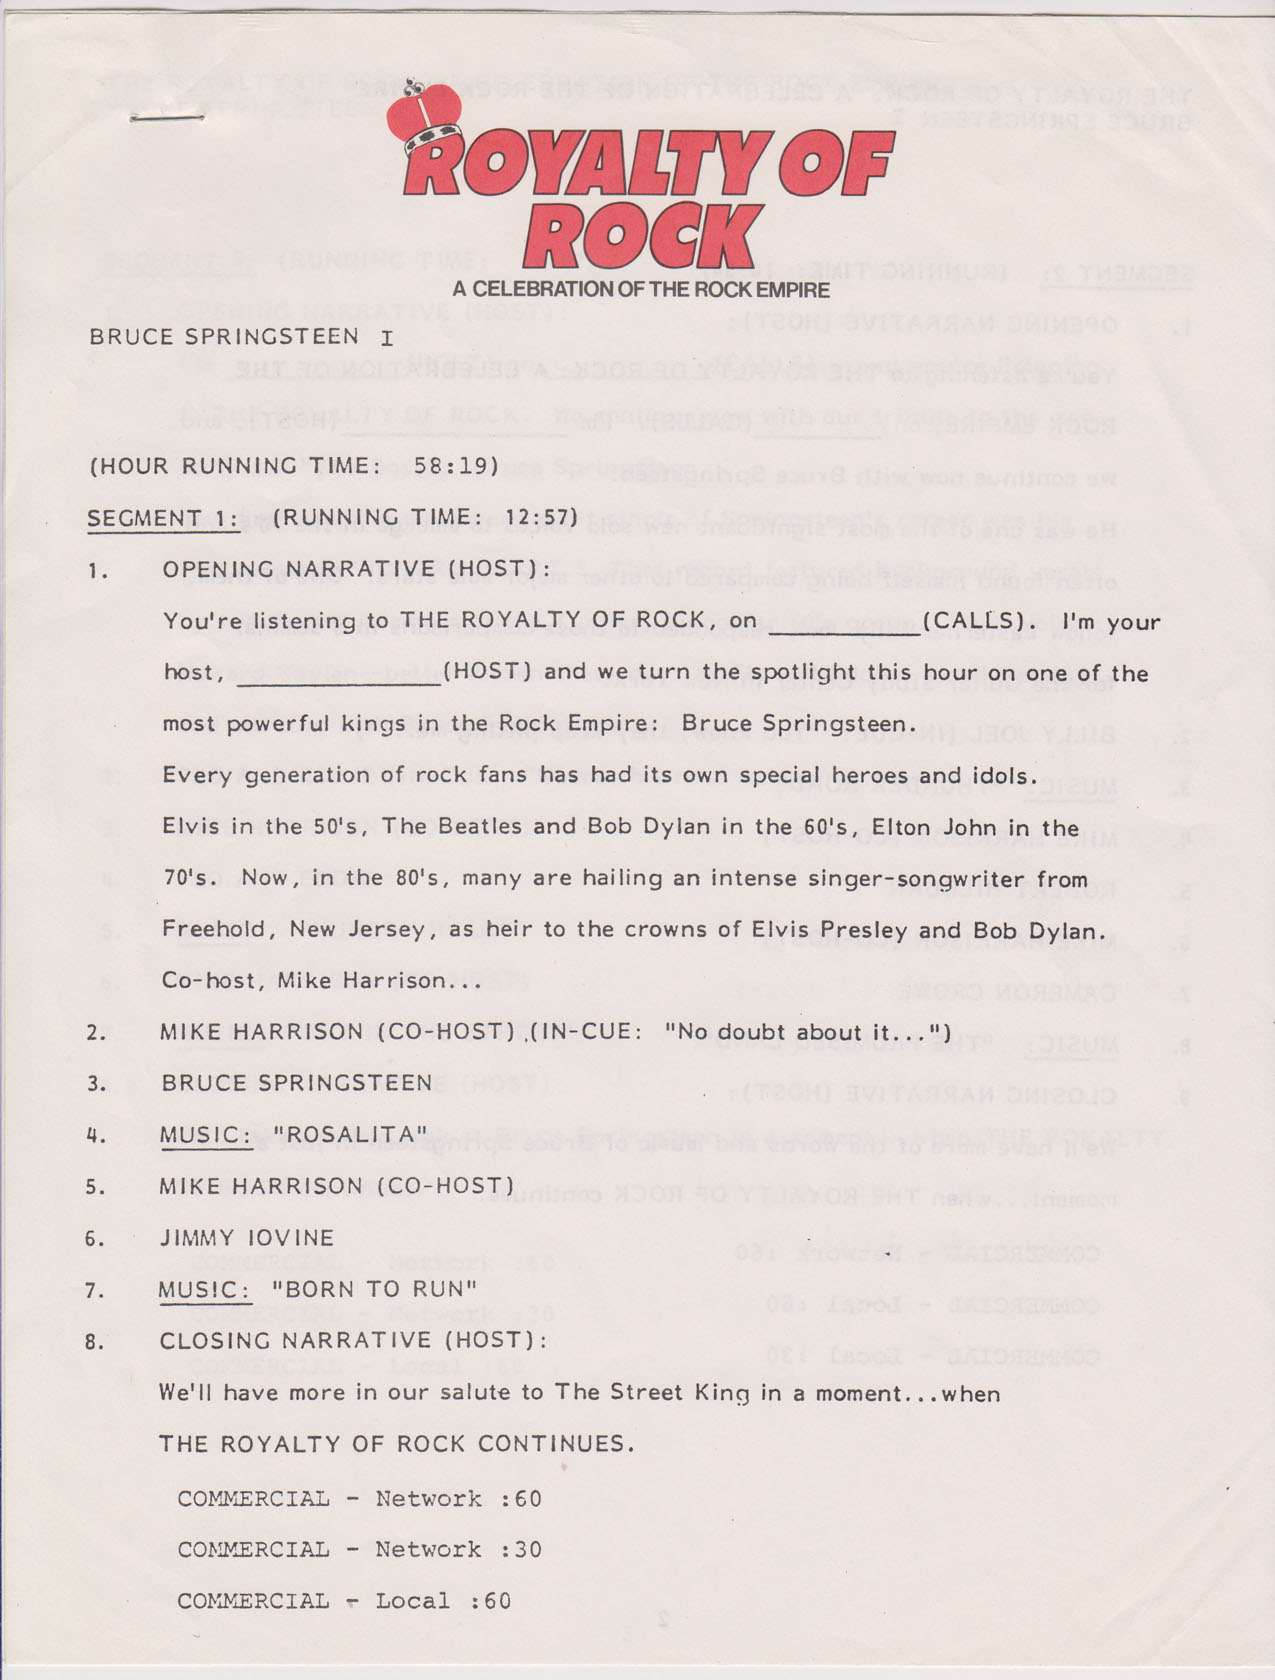 ROYALTY OF
ROCK
A CELEBRATION OF THE ROCK EMPIRE
BRUCE SPRINGSTEEN I
(HOUR RUNNING TIME: 58:19)
SEGMENT 1: (RUNNING TIME: 12:57)
1. OPENING NARRATIVE (HOST):
You're listening to THE ROYALTY OF ROCK, on ____________(CALLS). I'm your
host, ________________(HOST) and we turn the spotlight this hour on one of the
most powerful kings in the Rock Empire: Bruce Springsteen.
Every generation of rock fans has had its own special heroes and idols.
Elvis in the 50's, The Beatles and Bob Dylan in the 60's, Elton John in the
70's. Now, in the 80's, many are hailing an intense singer-songwriter from
Freehold, New Jersey, as heir to the crowns of Elvis Presley and Bob Dylan.
Co-host, Mike Harrison...
2. MIKE HARRISON (CO-HOST) (IN-CUE: "No doubt about it...")
3. BRUCE SPRINGSTEEN
4. MUSIC: "ROSALITA"
5. MIKE HARRISON (CO-HOST)
6. JIMMY IOVINE
7. MUSIC: "BORN TO RUN"
8. CLOSING NARRATIVE (HOST):
We'll have more in our salute to The Street King in a moment...when
THE ROYALTY OF ROCK CONTINUES.
COMMERCIAL - Network :60
COMMERCIAL - Network :30
COMMERCIAL - Local :60